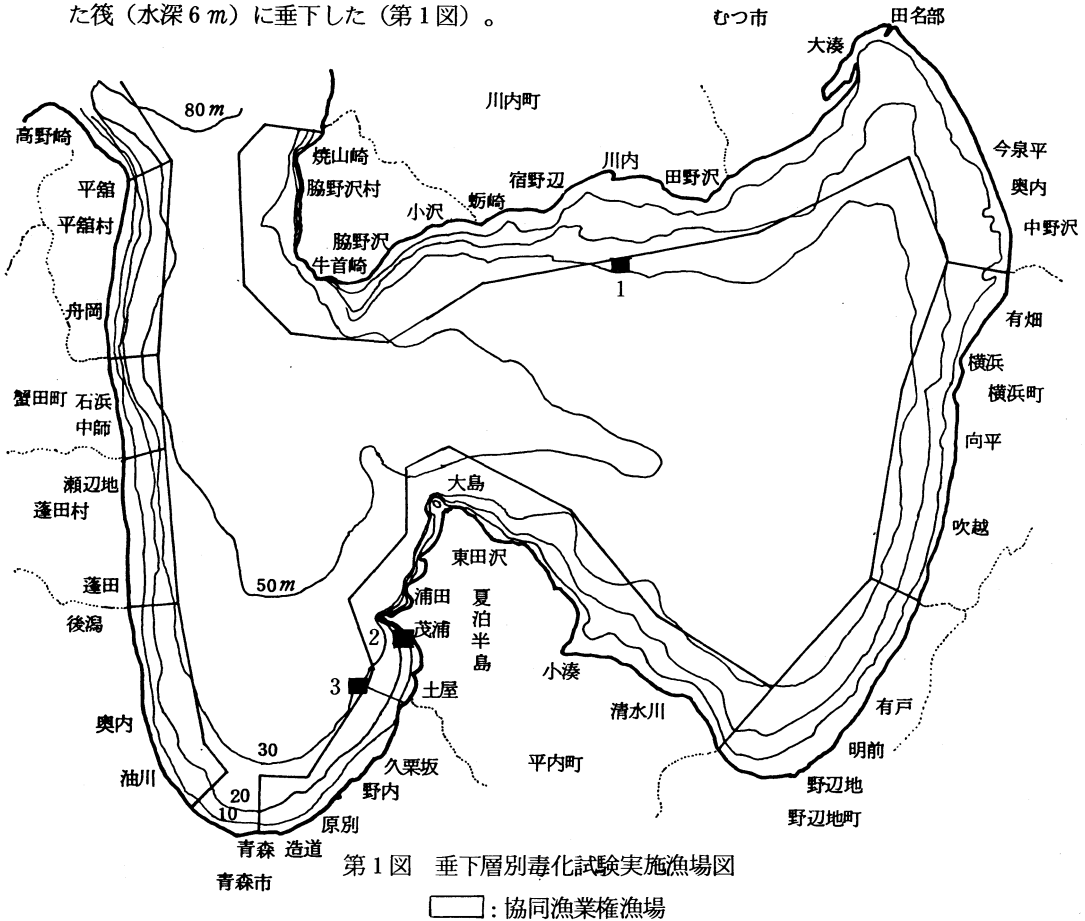 た筏（水深6m）に垂下した（第1図）。
むつ市
田名部
大湊
川内町
80m
高野崎
焼山崎
川内
今泉平
平舘
脇野沢村
宿野辺
田野沢
奥内
蛎崎
小沢
平舘村
中野沢
脇野沢
牛首崎
1
舟岡
有畑
横浜
蟹田町
石浜
横浜町
中師
向平
瀬辺地
大島
蓬田村
吹越
東田沢
蓬田
50m
浦田
夏泊半島
後潟
2
茂浦
小湊
3
土屋
清水川
有戸
奥内
30
平内町
明前
久栗坂
油川
野内
野辺地
20
10
原別
野辺地町
青森
造道
第1図　垂下層別毒化試験実施漁場図
青森市
：協同漁業権漁場